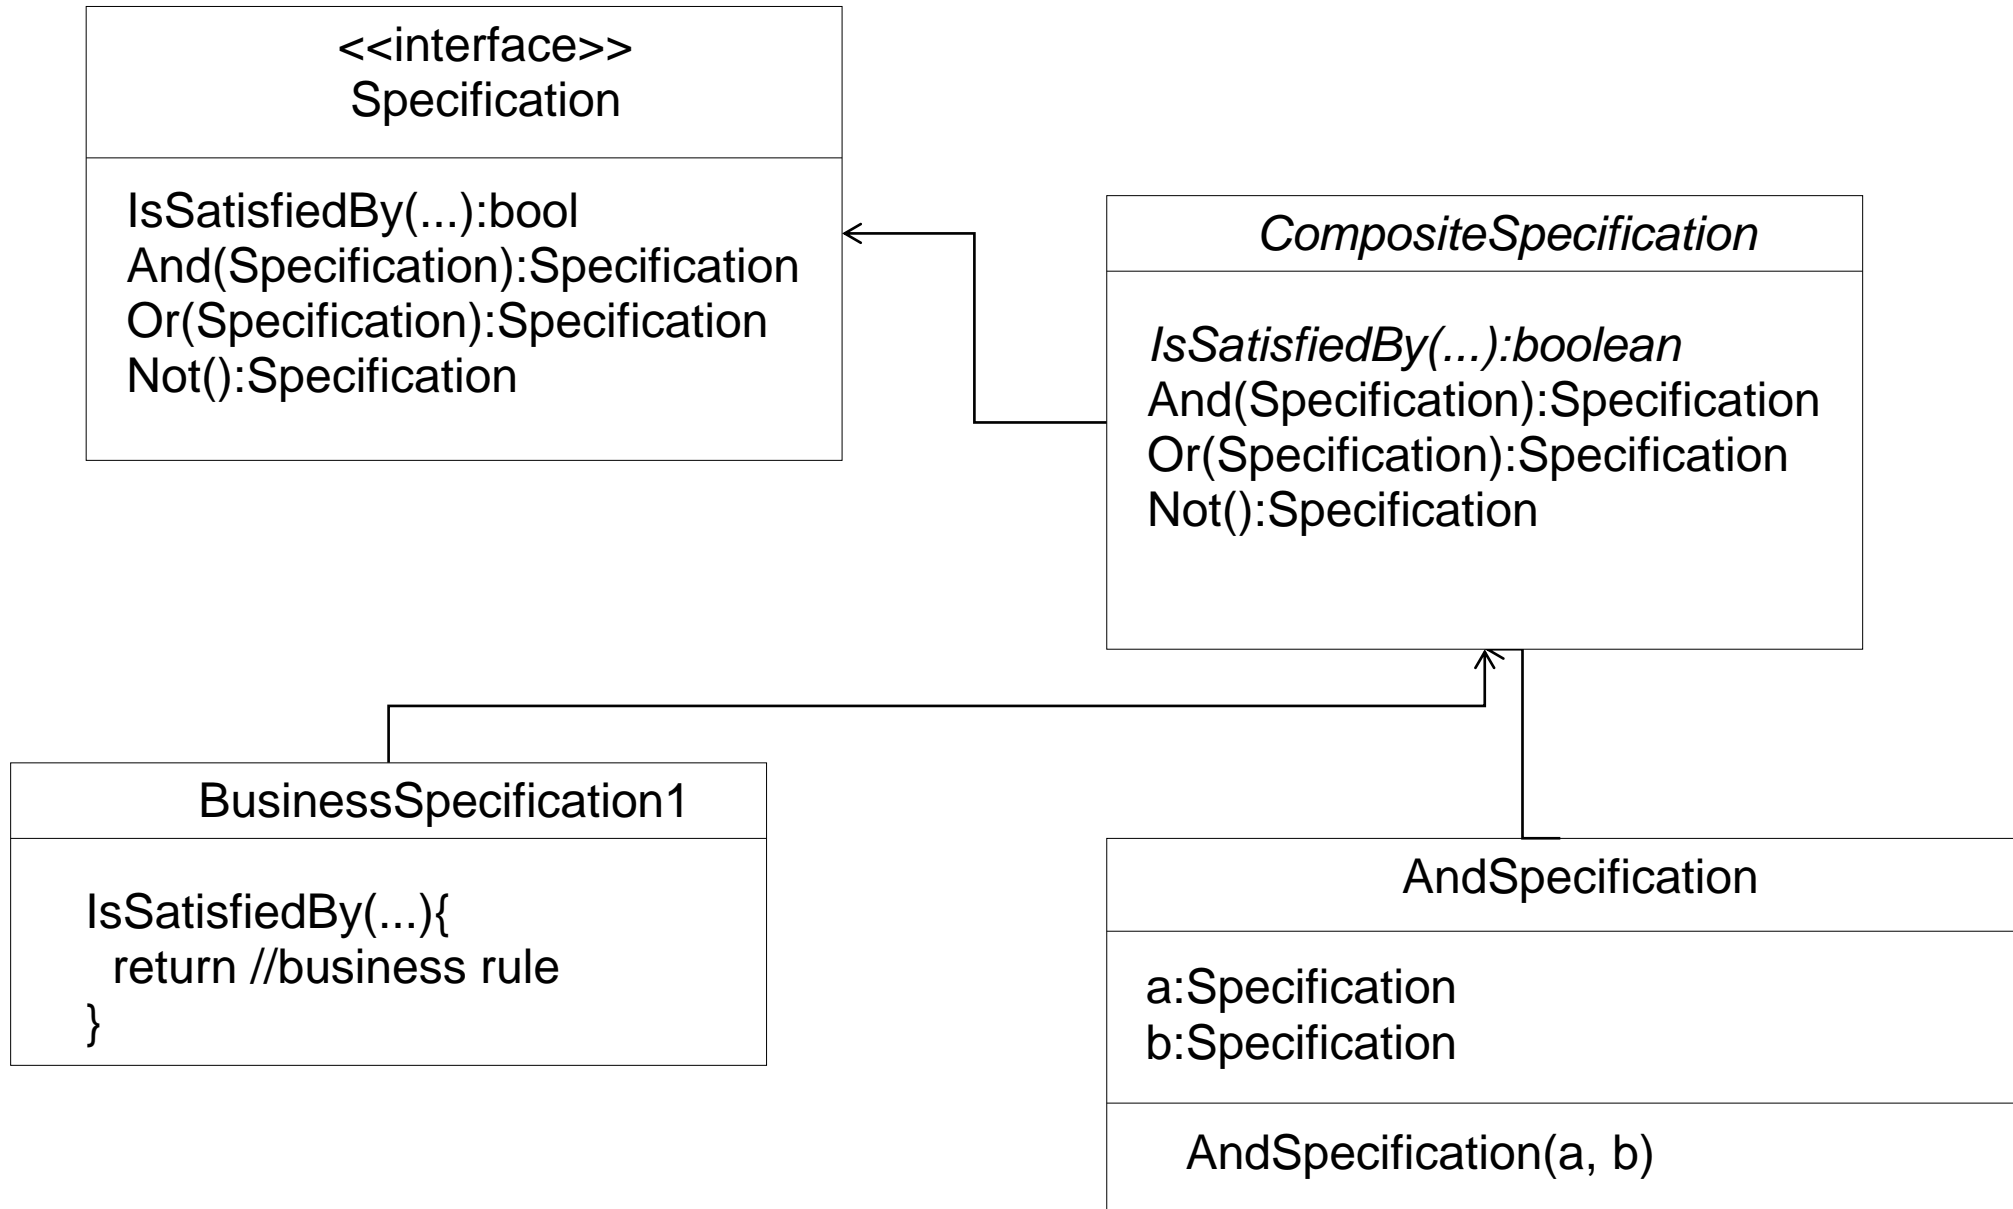 <<interface>>
Specification
IsSatisfiedBy(...):bool
And(Specification):Specification
Or(Specification):Specification
Not():Specification
CompositeSpecification
IsSatisfiedBy(...):boolean
And(Specification):Specification
Or(Specification):Specification
Not():Specification
BusinessSpecification1
IsSatisfiedBy(...){
return //business rule
}
AndSpecification
a:Specification
b:Specification
AndSpecification(a, b)